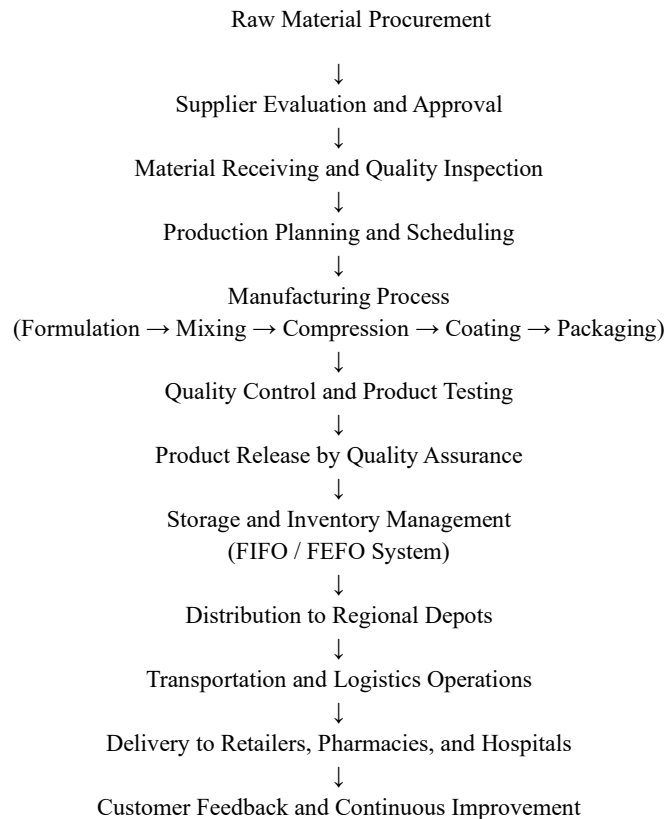 Raw Material Procurement
↓
Supplier Evaluation and Approval
↓
Material Receiving and Quality Inspection
↓
Production Planning and Scheduling
↓
Manufacturing Process
(Formulation → Mixing → Compression → Coating → Packaging)
↓
Quality Control and Product Testing
↓
Product Release by Quality Assurance
↓
Storage and Inventory Management
(FIFO / FEFO System)
↓
Distribution to Regional Depots
↓
Transportation and Logistics Operations
↓
Delivery to Retailers, Pharmacies, and Hospitals
↓
Customer Feedback and Continuous Improvement